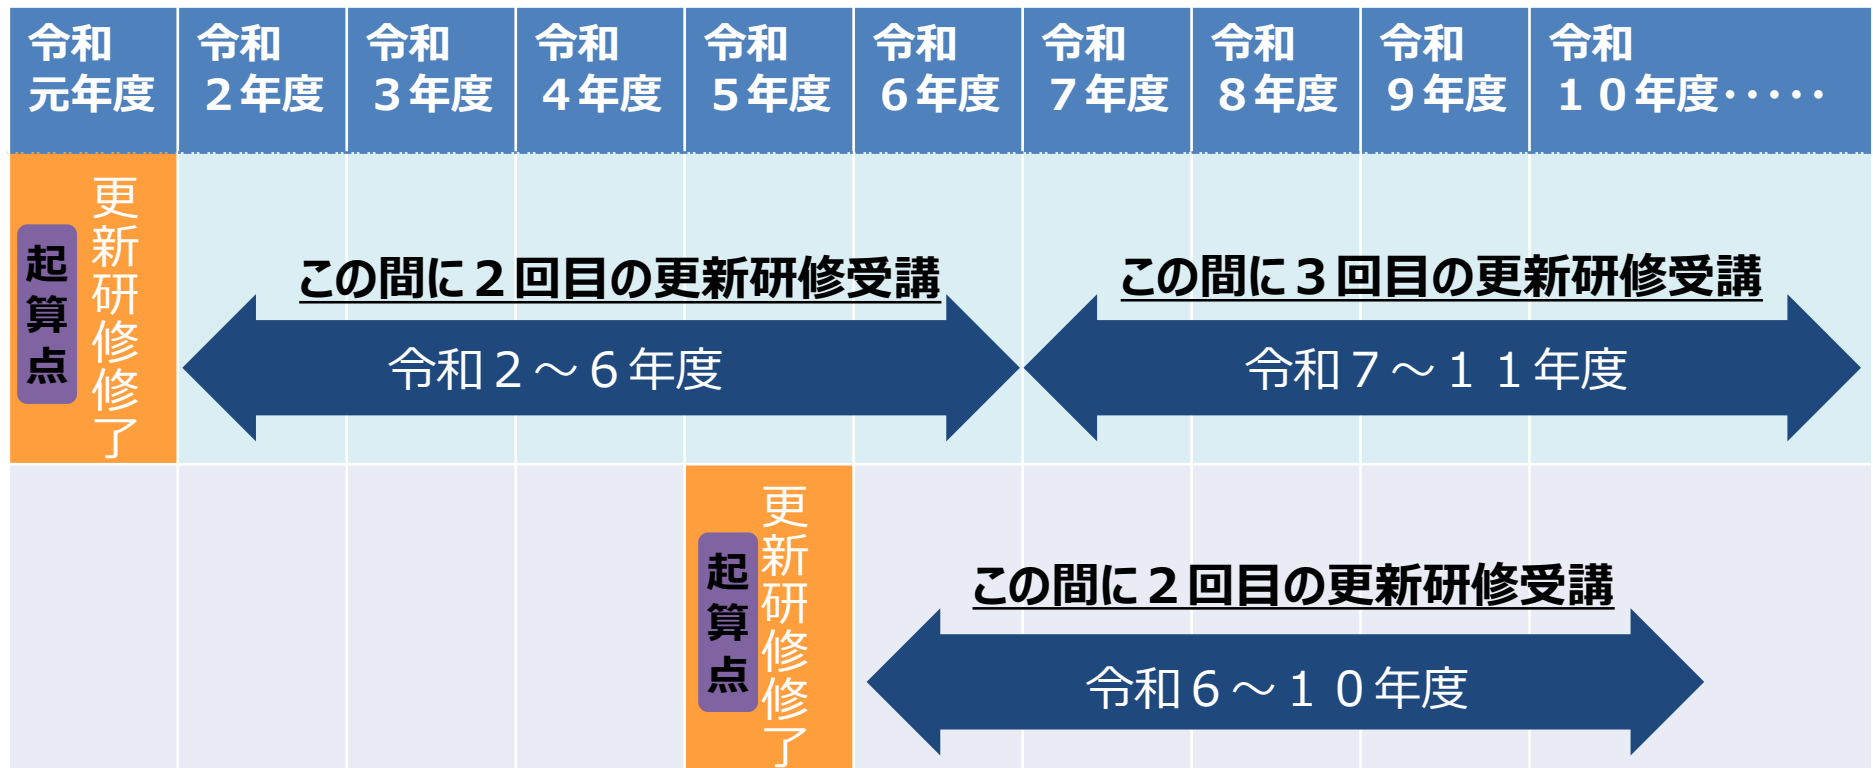 令和
元年度
令和
２年度
令和
３年度
令和
４年度
令和
５年度
令和
６年度
令和
７年度
令和
８年度
令和
９年度
令和
１０年度･････
起算点
更新研修修了
この間に２回目の更新研修受講
令和２～６年度
この間に３回目の更新研修受講
令和７～１１年度
起算点
更新研修修了
この間に２回目の更新研修受講
令和６～１０年度